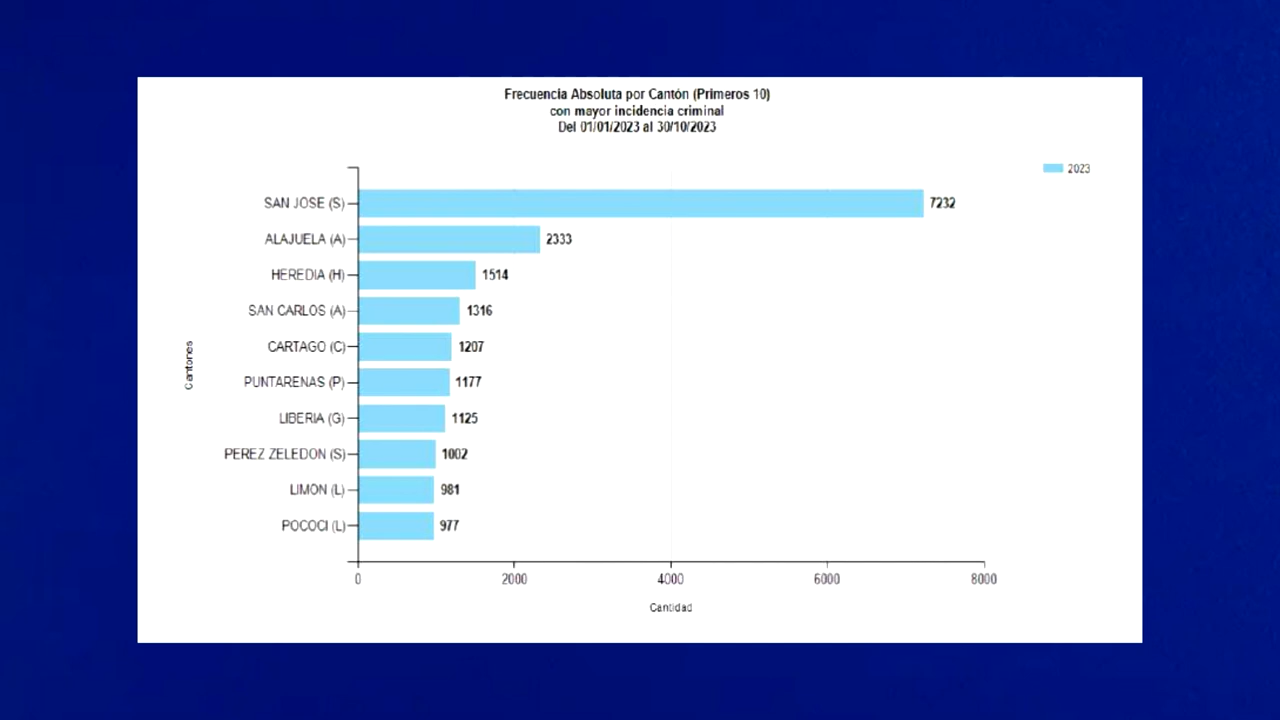 Frecuencia Absoluta por Cantón (Primeros 10)
con mayor incidencia criminal
Del 01/01/2023 al 30/10/2023
2023
Cantones
SAN JOSE (S) 7232
ALAJUELA (A) 2333
HEREDIA (H) 1514
SAN CARLOS (A) 1316
CARTAGO (C) 1207
PUNTARENAS (P) 1177
LIBERIA (G) 1125
PEREZ ZELEDON (S) 1002
LIMON (L) 981
POCOCI (L) 977
0 2000 4000 6000 8000
Cantidad